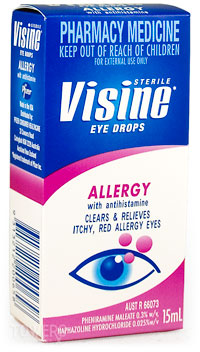 PHARMACY MEDICINE
KEEP OUT OF REACH OF CHILDREN
FOR EXTERNAL USE ONLY
STERILE
Visine®
EYE DROPS
ALLERGY
with antihistamine
CLEARS & RELIEVES
ITCHY, RED ALLERGY EYES
AUST R 66073
PHENIRAMINE MALEATE 0.3% w/v
NAPHAZOLINE HYDROCHLORIDE 0.025% w/v
15mL
Visine
EYE DROPS
ALLERGY
with antihistamine